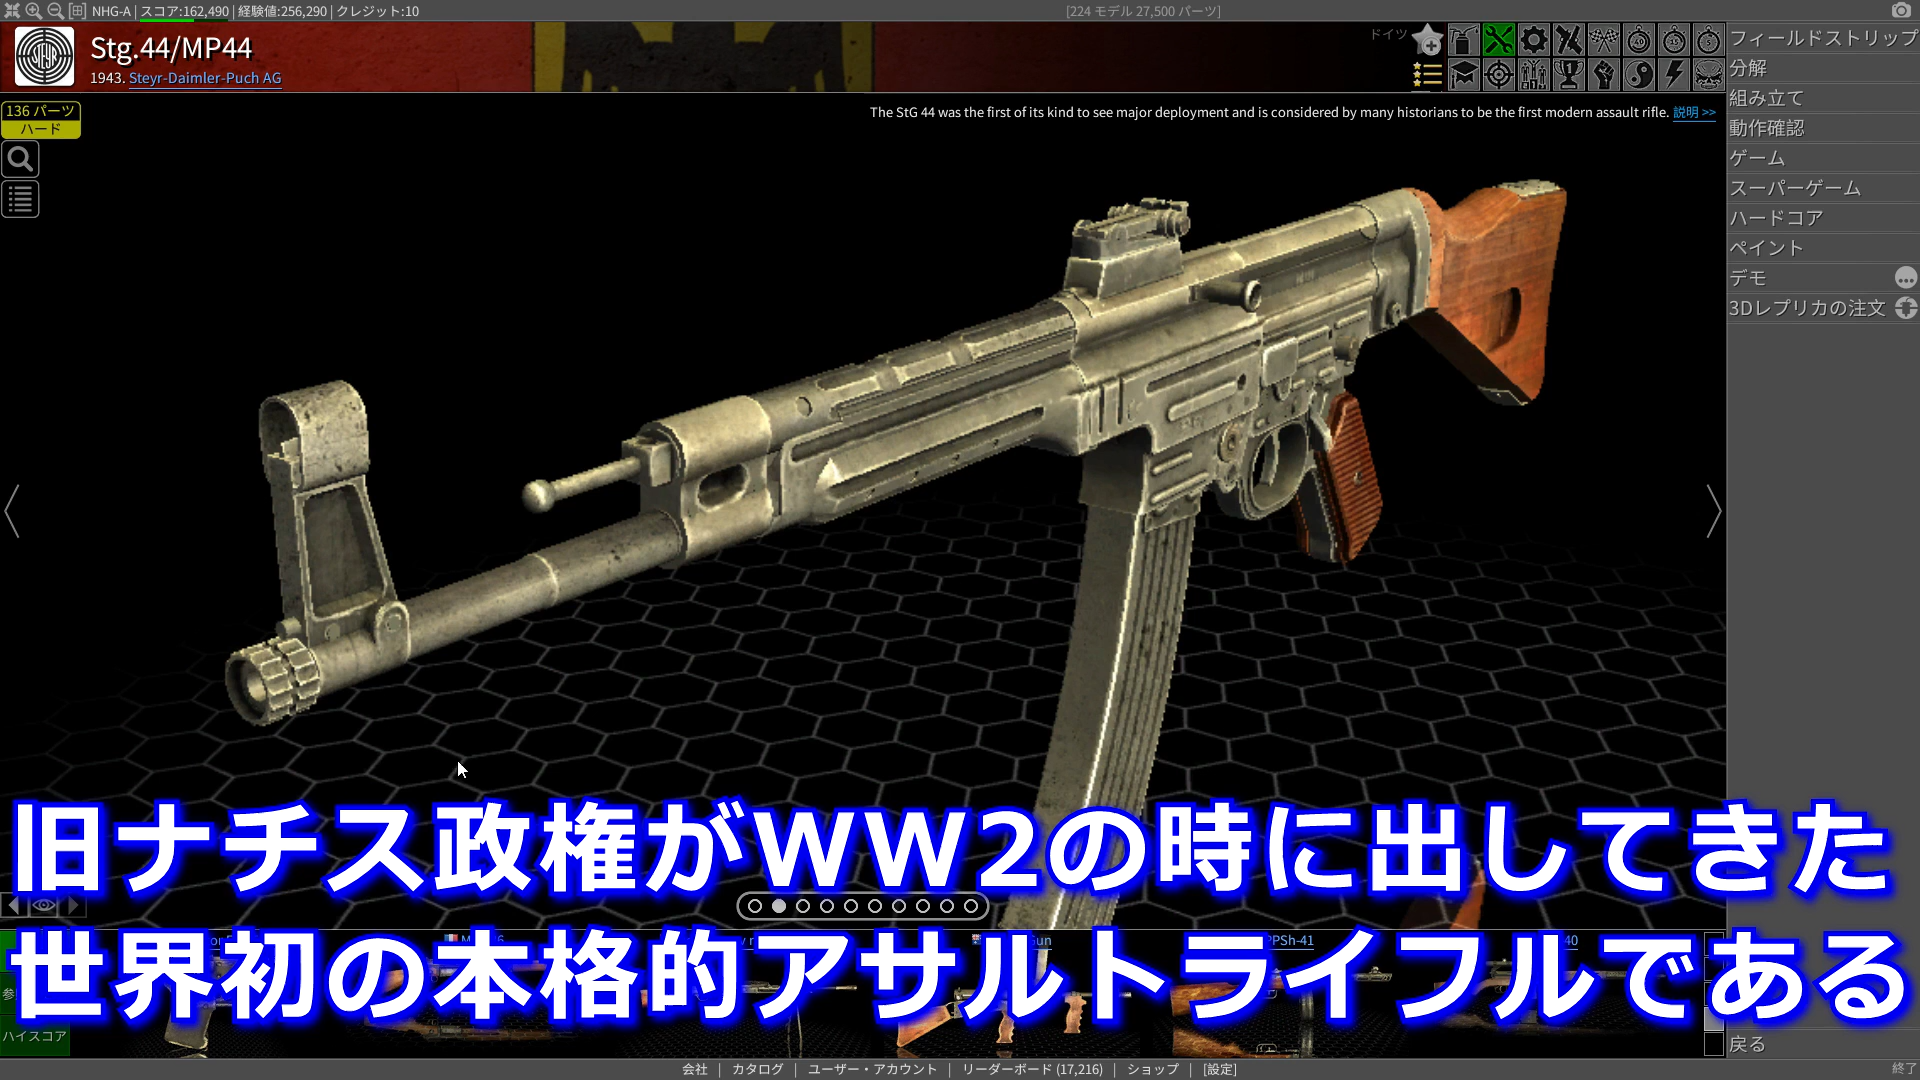 NHG-A | スコア:162,490 | 経験値:256,290 | クレジット:10
[224 モデル 27,500 パーツ]
Stg.44/MP44
1943. Steyr-Daimler-Puch AG
ドイツ
136 パーツ
ハード
The StG 44 was the first of its kind to see major deployment and is considered by many historians to be the first modern assault rifle. 説明 >>
フィールドストリップ
分解
組み立て
動作確認
ゲーム
スーパーゲーム
ハードコア
ペイント
デモ
3Dレプリカの注文
旧ナチス政権がWW2の時に出してきた
世界初の本格的アサルトライフルである
PPSh-41
ハイスコア
戻る
会社 | カタログ | ユーザー・アカウント | リーダーボード (17,216) | ショップ | [設定]
終了